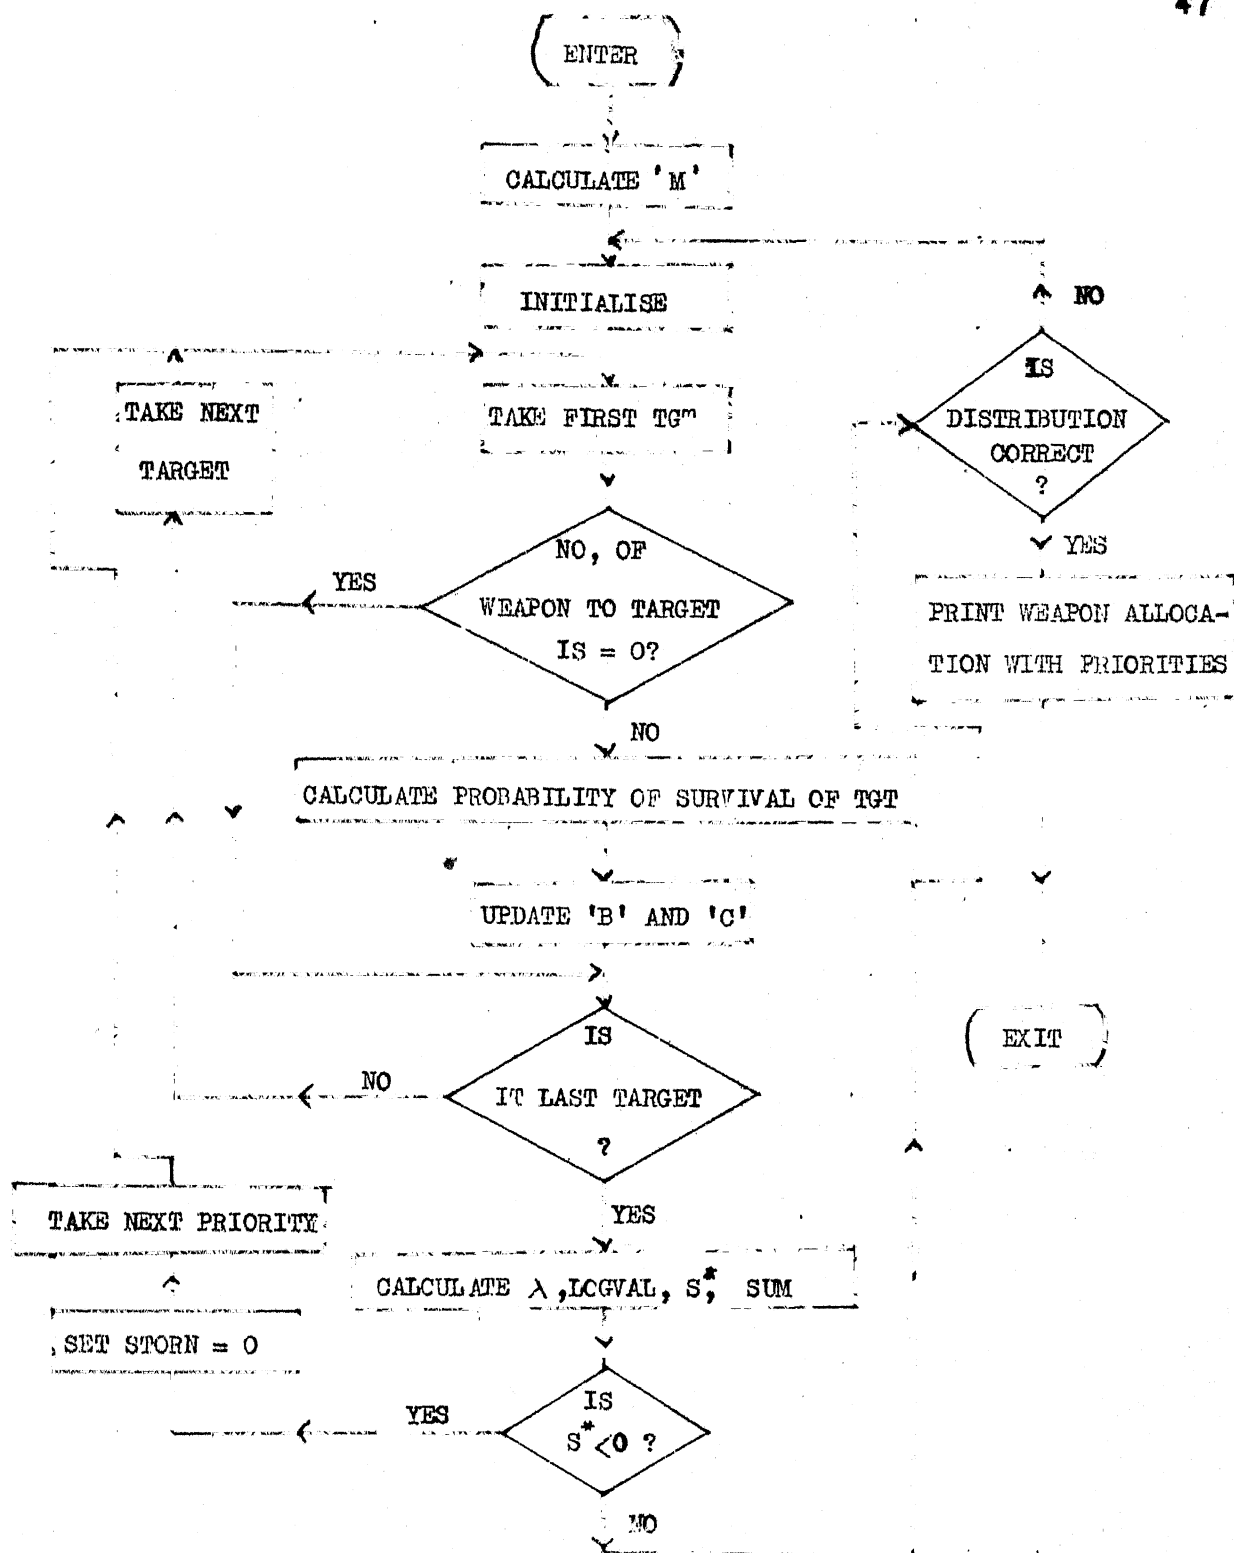 47
ENTER
CALCULATE 'M'
INITIALISE
NO
IS
DISTRIBUTION
CORRECT
?
TAKE NEXT
TARGET
TAKE FIRST TGT
YES
NO, OF
WEAPON TO TARGET
IS = 0?
YES
PRINT WEAPON ALLOCA-
TION WITH PRIORITIES
NO
CALCULATE PROBABILITY OF SURVIVAL OF TGT
UPDATE 'B' AND 'C'
IS
IT LAST TARGET
?
NO
EXIT
YES
TAKE NEXT PRIORITY
CALCULATE λ ,LOGVAL, S*, SUM
SET STORN = 0
IS
S* <0 ?
YES
NO